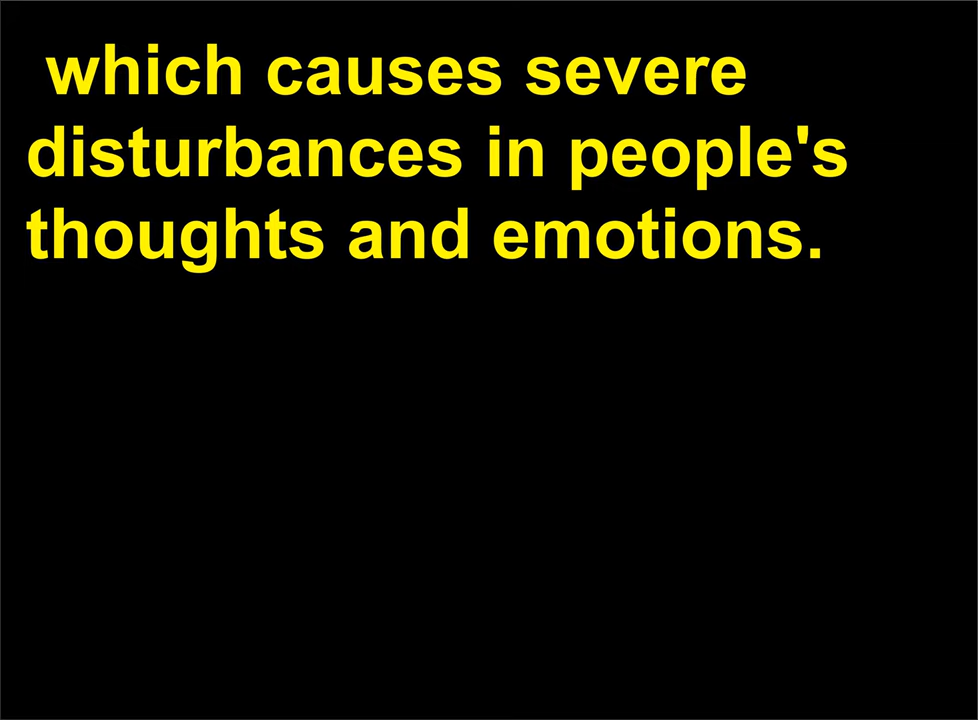 which causes severe
disturbances in people's
thoughts and emotions.